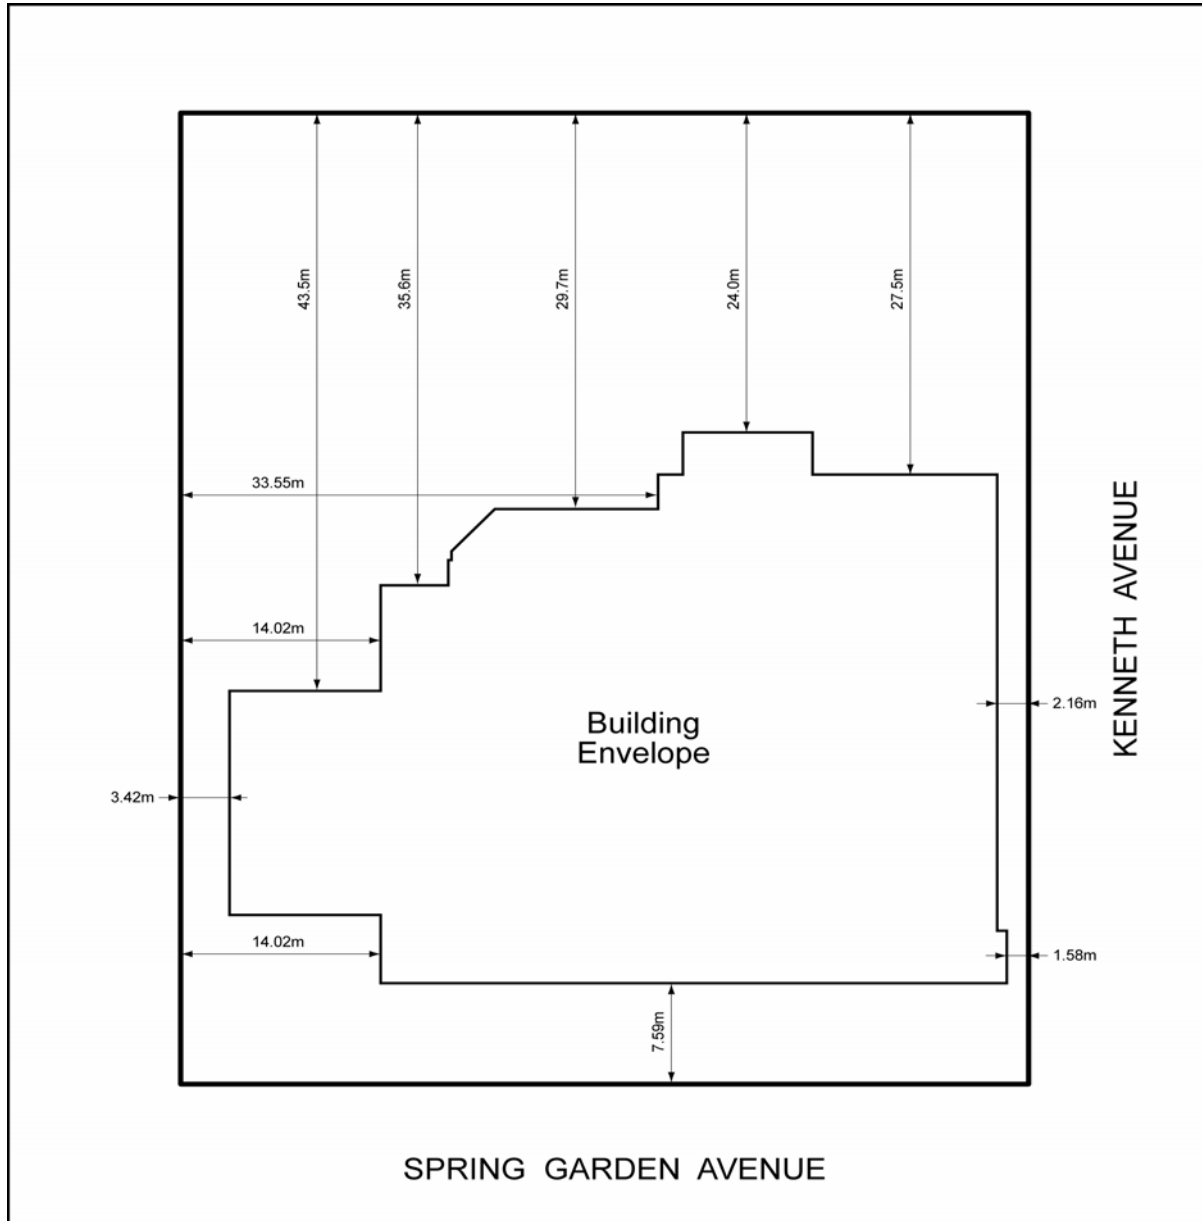 43.5m
35.6m
29.7m
24.0m
27.5m
33.55m
14.02m
KENNETH AVENUE
2.16m
Building
Envelope
3.42m
14.02m
1.58m
7.59m
SPRING GARDEN AVENUE